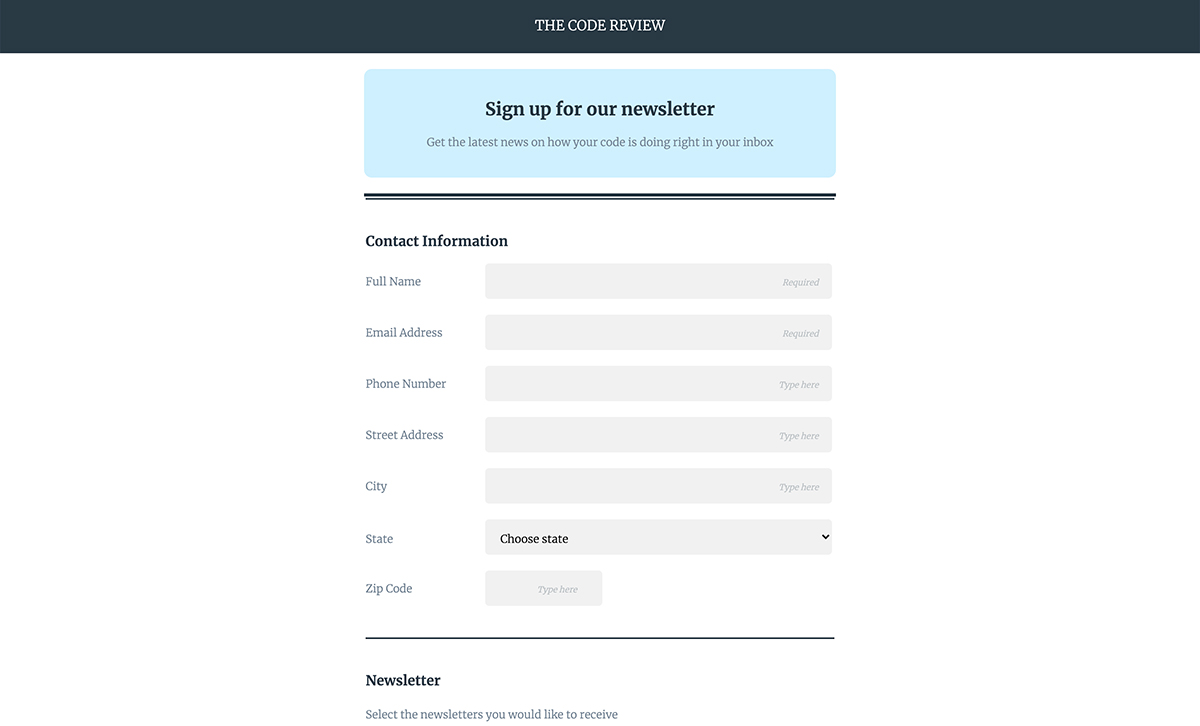 THE CODE REVIEW
Sign up for our newsletter
Get the latest news on how your code is doing right in your inbox
Contact Information
Full Name Required
Email Address Required
Phone Number Type here
Street Address Type here
City Type here
State Choose state
Zip Code Type here
Newsletter
Select the newsletters you would like to receive